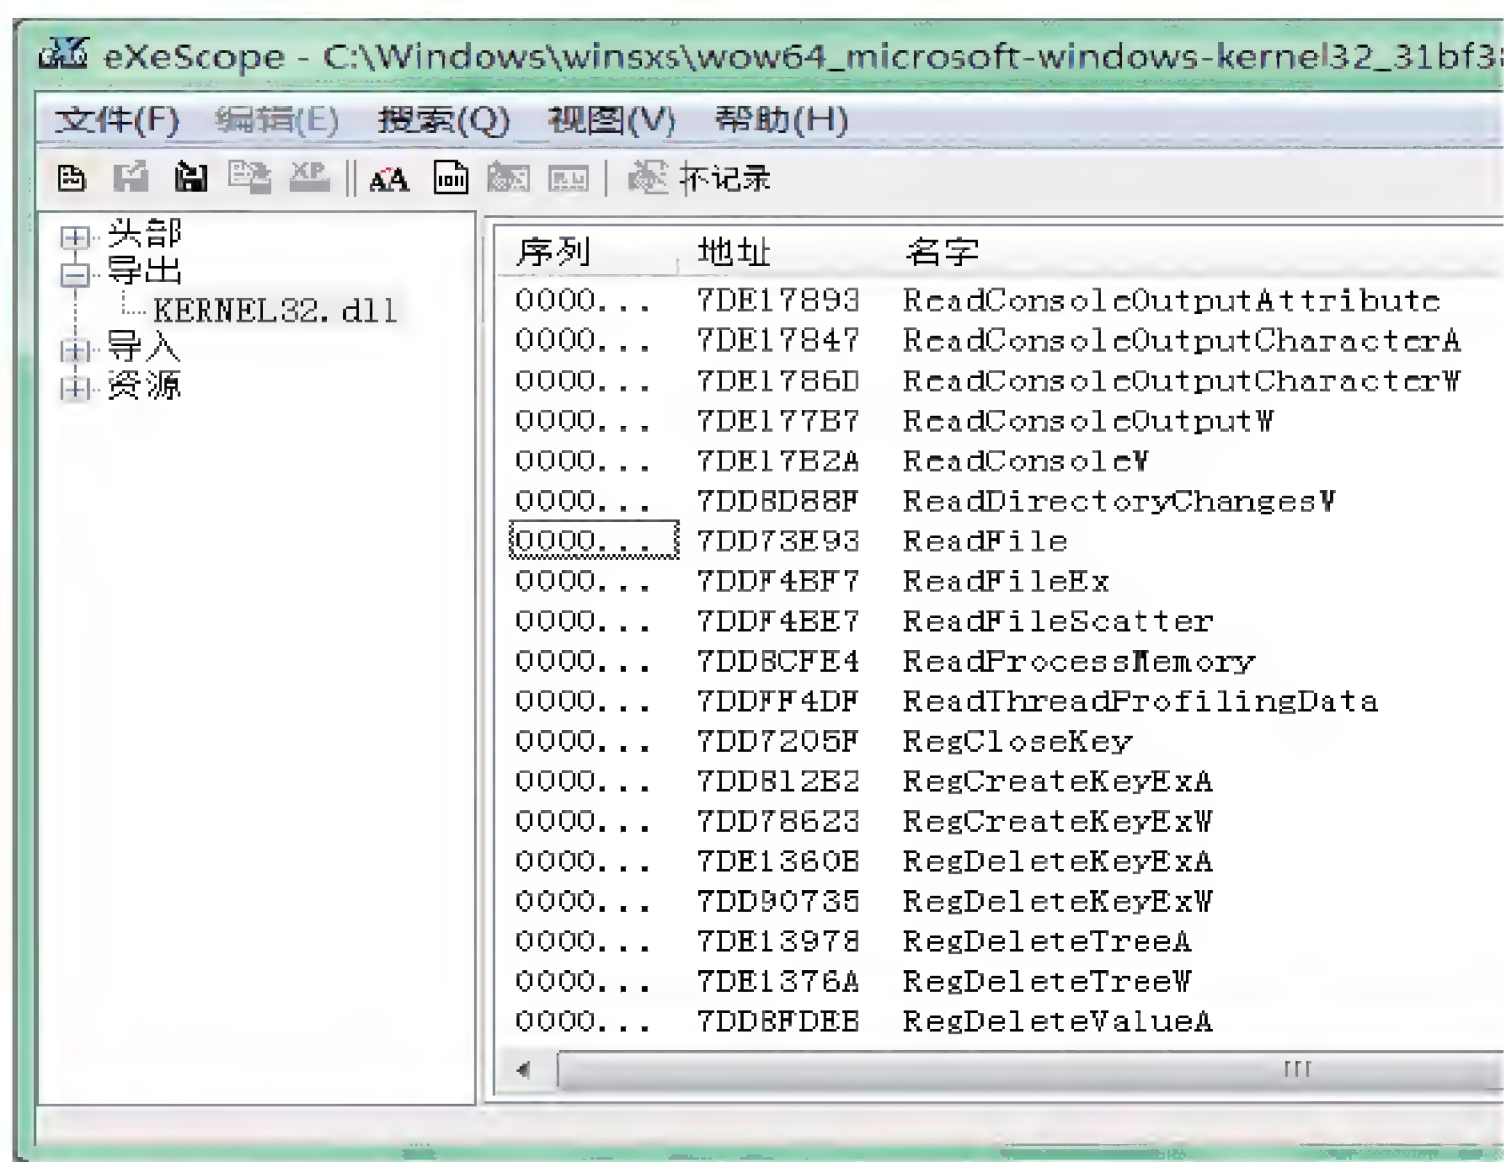 eXeScope - C:\Windows\winsxs\wow64_microsoft-windows-kernel32_31bf38
文件(F) 编辑(E) 搜索(Q) 视图(V) 帮助(H)
不记录
头部
导出
KERNEL32.dll
导入
资源
序列 地址 名字
0000... 7DE17893 ReadConsoleOutputAttribute
0000... 7DE17847 ReadConsoleOutputCharacterA
0000... 7DE1786D ReadConsoleOutputCharacterW
0000... 7DE177B7 ReadConsoleOutputW
0000... 7DE17B2A ReadConsoleW
0000... 7DD8D88F ReadDirectoryChangesW
0000... 7DD73E93 ReadFile
0000... 7DDF4BF7 ReadFileEx
0000... 7DDF4BE7 ReadFileScatter
0000... 7DD8CFE4 ReadProcessMemory
0000... 7DDFF4DF ReadThreadProfilingData
0000... 7DD7205F RegCloseKey
0000... 7DD812B2 RegCreateKeyExA
0000... 7DD78623 RegCreateKeyExW
0000... 7DE1360B RegDeleteKeyExA
0000... 7DD90735 RegDeleteKeyExW
0000... 7DE13978 RegDeleteTreeA
0000... 7DE1376A RegDeleteTreeW
0000... 7DD8FDEB RegDeleteValueA